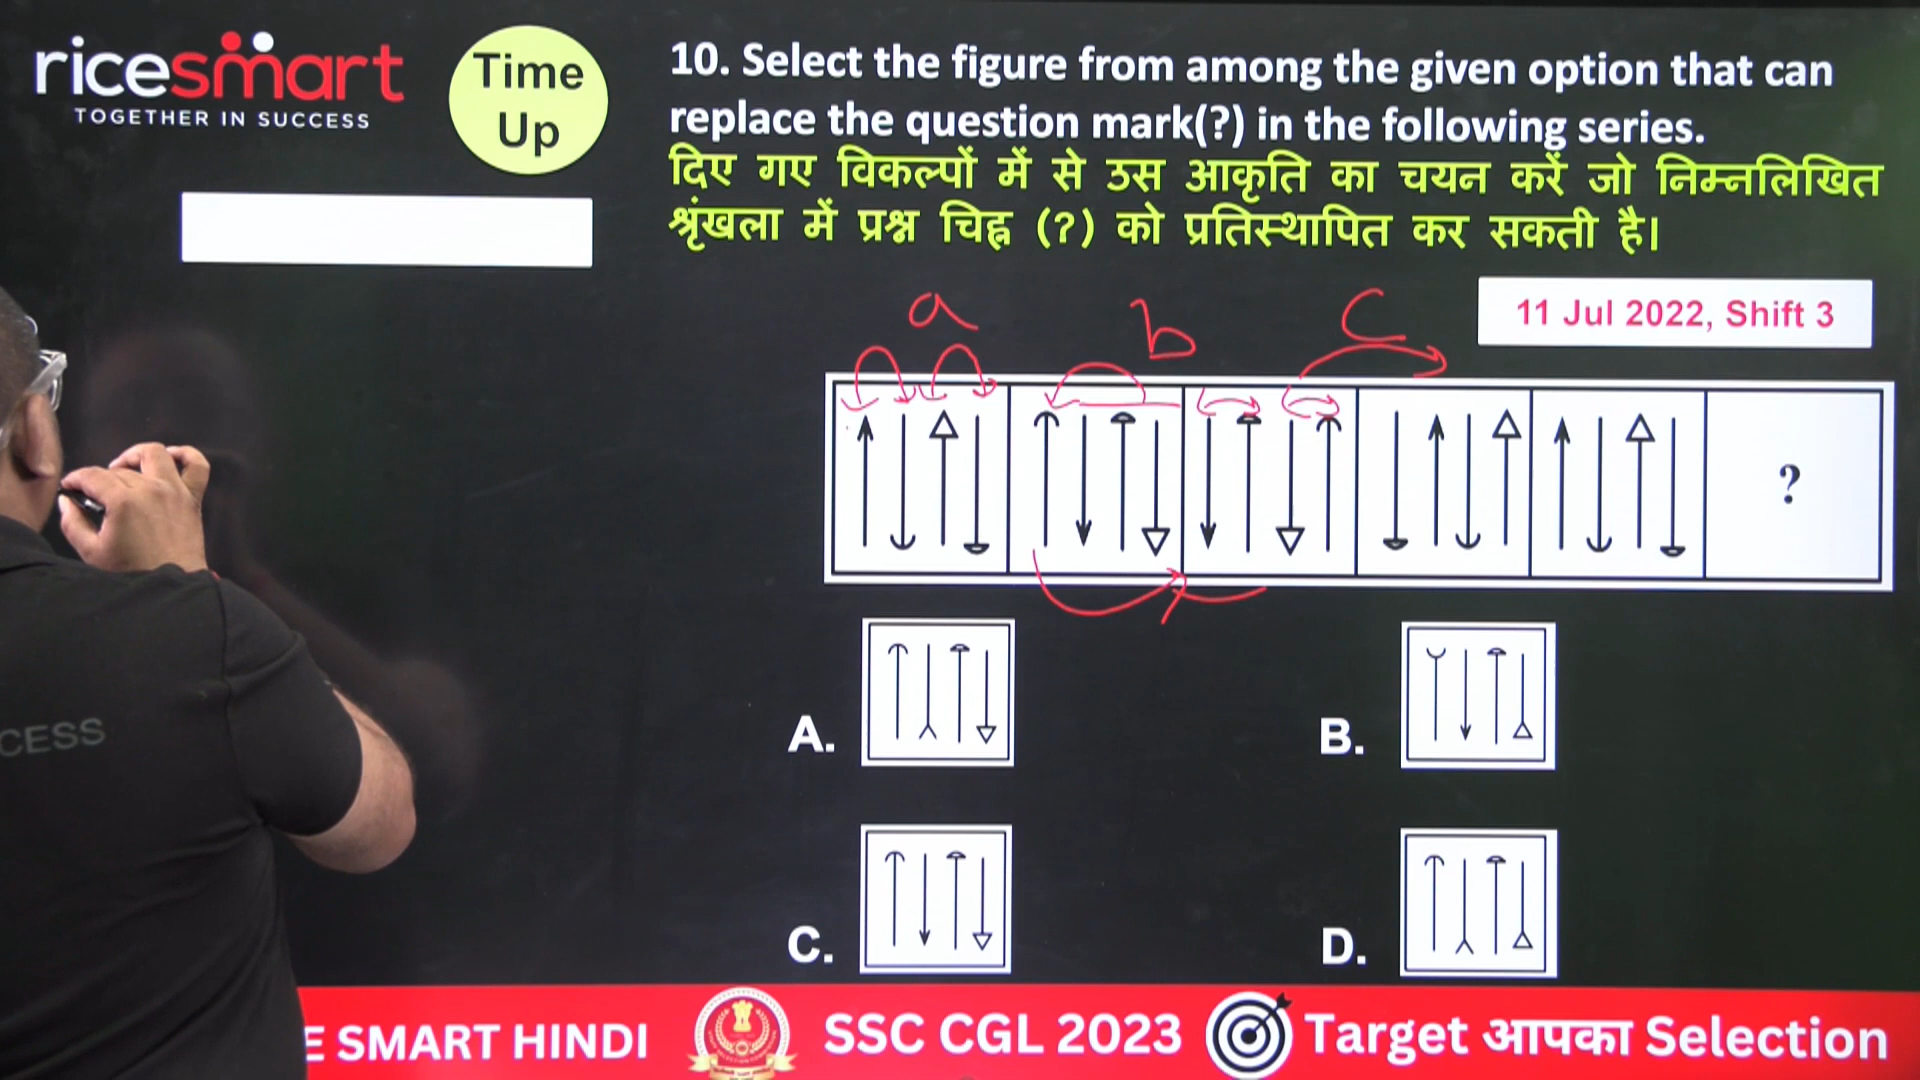 ricesmart
TOGETHER IN SUCCESS
Time
Up
10. Select the figure from among the given option that can
replace the question mark(?) in the following series.
दिए गए विकल्पों में से उस आकृति का चयन करें जो निम्नलिखित
श्रृंखला में प्रश्न चिह्न (?) को प्रतिस्थापित कर सकती है।
11 Jul 2022, Shift 3
a b c
?
A.
B.
C.
D.
CESS
E SMART HINDI
SSC CGL 2023
Target आपका Selection